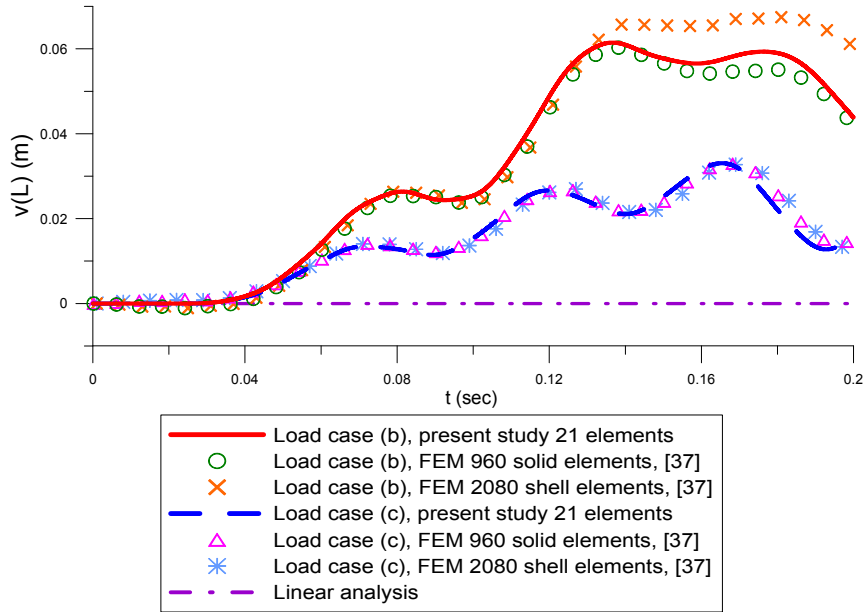 0.06
0.04
0.02
0
v(L) (m)
0 0.04 0.08 0.12 0.16 0.2
t (sec)
Load case (b), present study 21 elements
Load case (b), FEM 960 solid elements, [37]
Load case (b), FEM 2080 shell elements, [37]
Load case (c), present study 21 elements
Load case (c), FEM 960 solid elements, [37]
Load case (c), FEM 2080 shell elements, [37]
Linear analysis